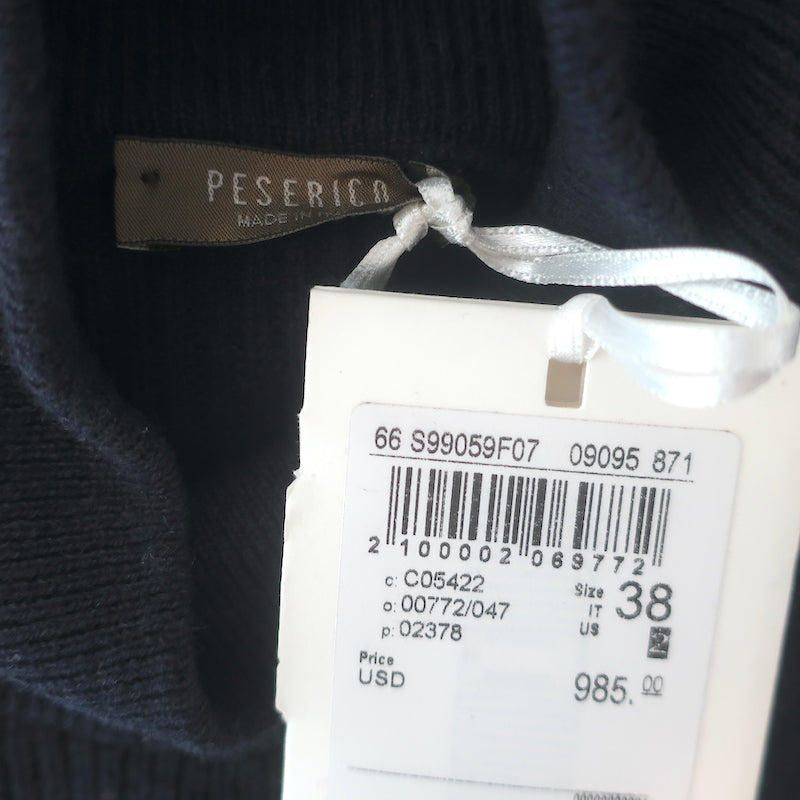 PESERICO
MADE IN
66 S99059F07 09095 871
2 100002 069772
c: C05422
o: 00772/047
p: 02378
Size
IT 38
US 2
Price
USD 985.00